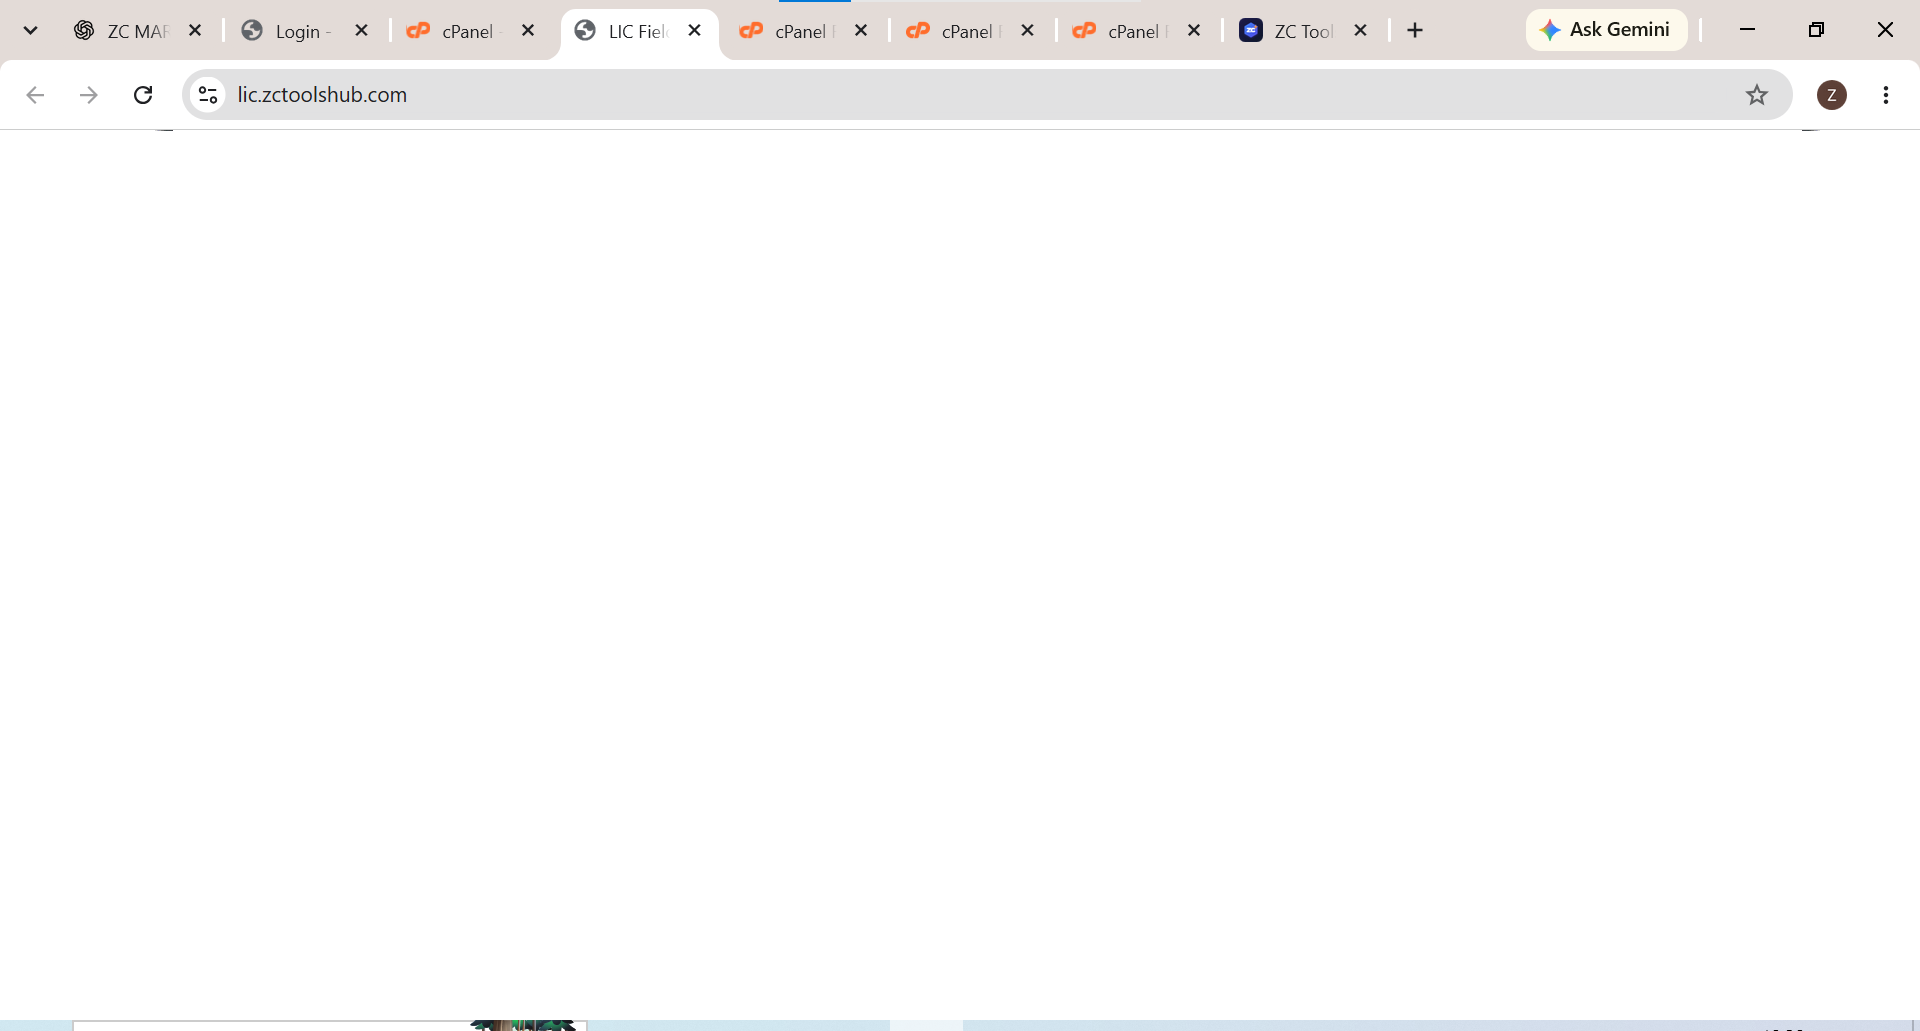 ZC MAR
Login -
cPanel
LIC Fiel
cPanel
cPanel
cPanel
ZC Tool
Ask Gemini
lic.zctoolshub.com
Z